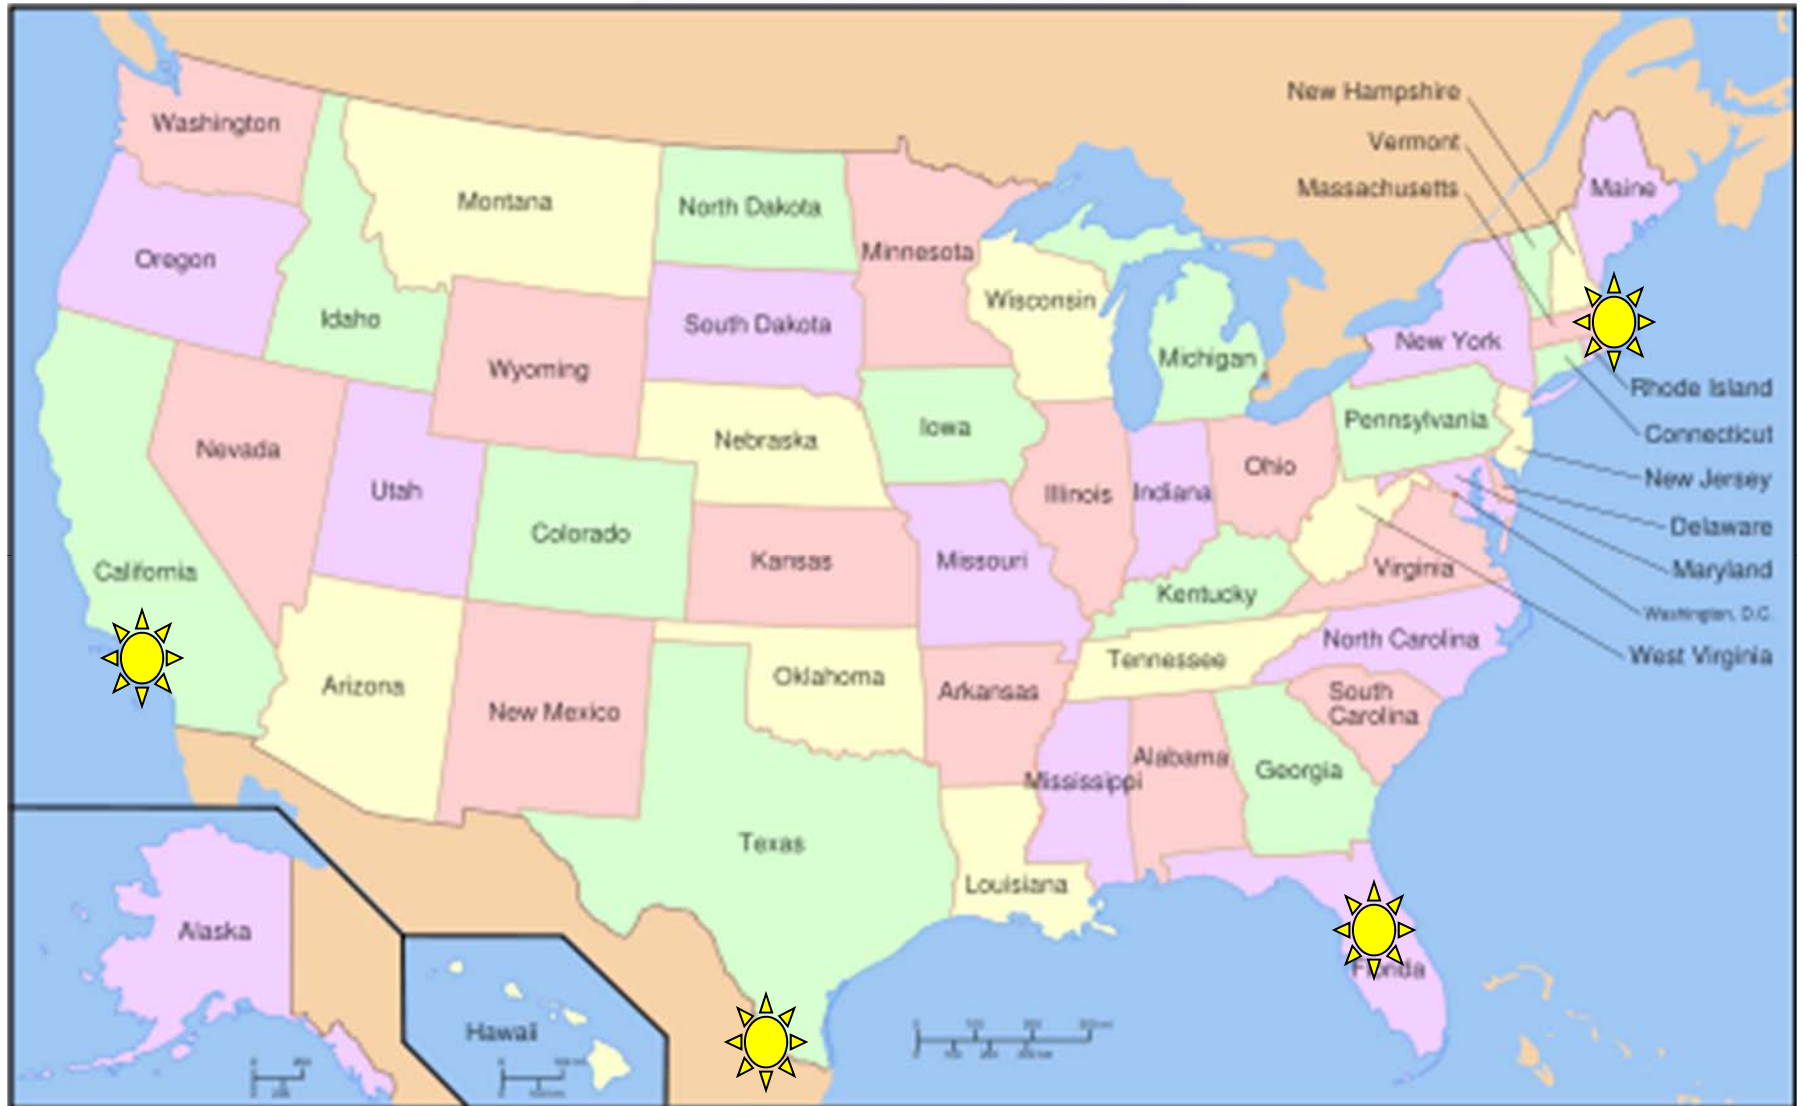 New Hampshire
Vermont
Massachusetts
Washington
Montana
North Dakota
Minnesota
Maine
Oregon
Idaho
Wisconsin
South Dakota
Wyoming
Michigan
New York
Rhode Island
Nebraska
Iowa
Pennsylvania
Connecticut
Nevada
Utah
Illinois
Indiana
Ohio
New Jersey
Colorado
Kansas
Missouri
Delaware
California
Kentucky
Virginia
Maryland
Washington, D.C.
Arizona
New Mexico
Oklahoma
Arkansas
Tennessee
North Carolina
West Virginia
South
Carolina
Texas
Mississippi
Alabama
Georgia
Louisiana
Alaska
Hawaii
Florida